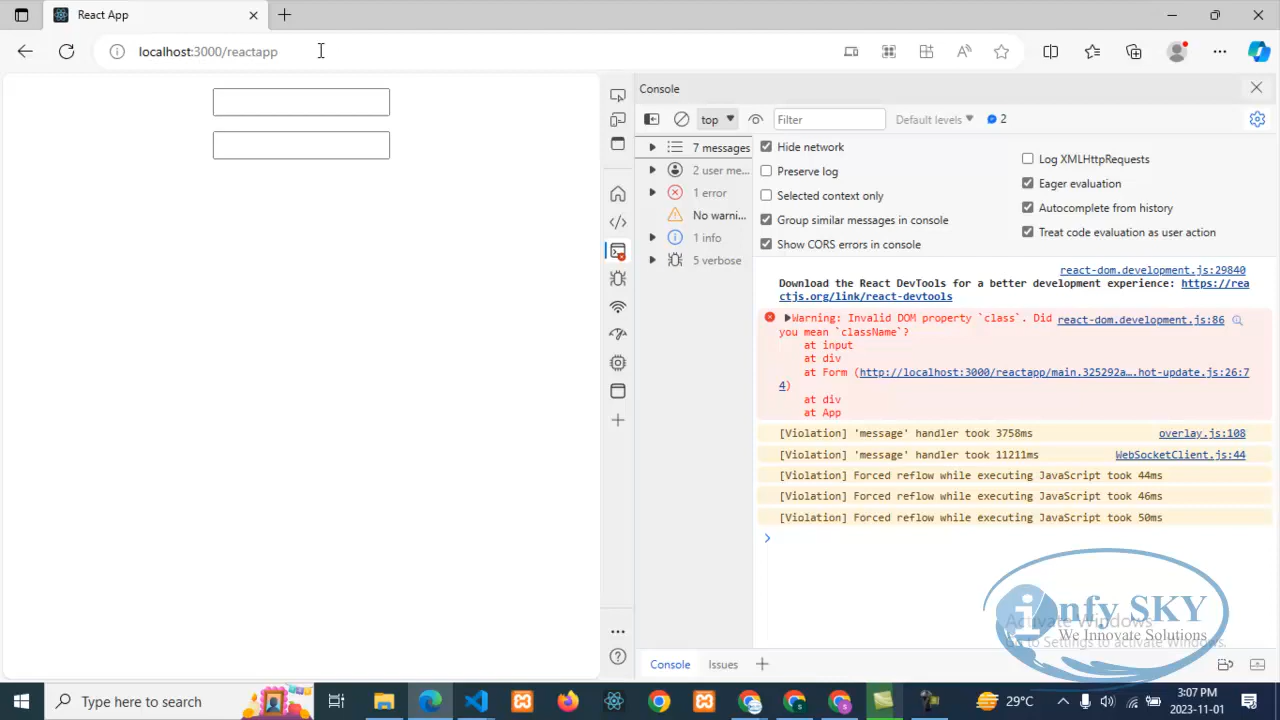 React App
localhost:3000/reactapp
Console
top
Filter
Default levels
2
7 messages
2 user me...
1 error
No warni...
1 info
5 verbose
Hide network
Preserve log
Selected context only
Group similar messages in console
Show CORS errors in console
Log XMLHttpRequests
Eager evaluation
Autocomplete from history
Treat code evaluation as user action
react-dom.development.js:29840
Download the React DevTools for a better development experience: https://rea
ctjs.org/link/react-devtools
Warning: Invalid DOM property `class`. Did react-dom.development.js:86
you mean `className`?
at input
at div
at Form (http://localhost:3000/reactapp/main.325292a….hot-update.js:26:7
4)
at div
at App
[Violation] 'message' handler took 3758ms overlay.js:108
[Violation] 'message' handler took 11211ms WebSocketClient.js:44
[Violation] Forced reflow while executing JavaScript took 44ms
[Violation] Forced reflow while executing JavaScript took 46ms
[Violation] Forced reflow while executing JavaScript took 50ms
infy SKY
We Innovate Solutions
Activate Windows
Go to Settings to activate Windows.
Console
Issues
Type here to search
29°C
3:07 PM
2023-11-01